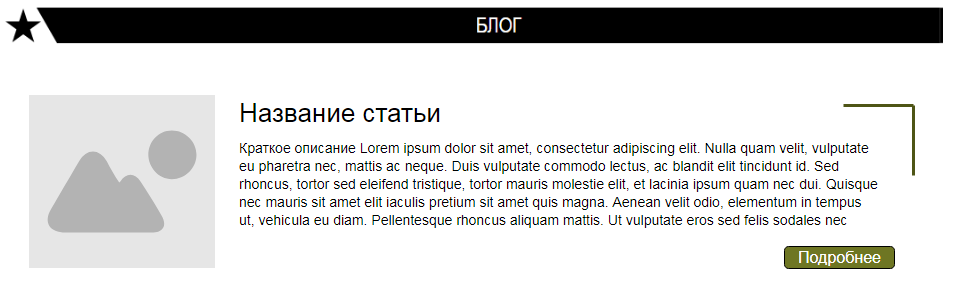 БЛОГ
Название статьи
Краткое описание Lorem ipsum dolor sit amet, consectetur adipiscing elit. Nulla quam velit, vulputate
eu pharetra nec, mattis ac neque. Duis vulputate commodo lectus, ac blandit elit tincidunt id. Sed
rhoncus, tortor sed eleifend tristique, tortor mauris molestie elit, et lacinia ipsum quam nec dui. Quisque
nec mauris sit amet elit iaculis pretium sit amet quis magna. Aenean velit odio, elementum in tempus
ut, vehicula eu diam. Pellentesque rhoncus aliquam mattis. Ut vulputate eros sed felis sodales nec
Подробнее